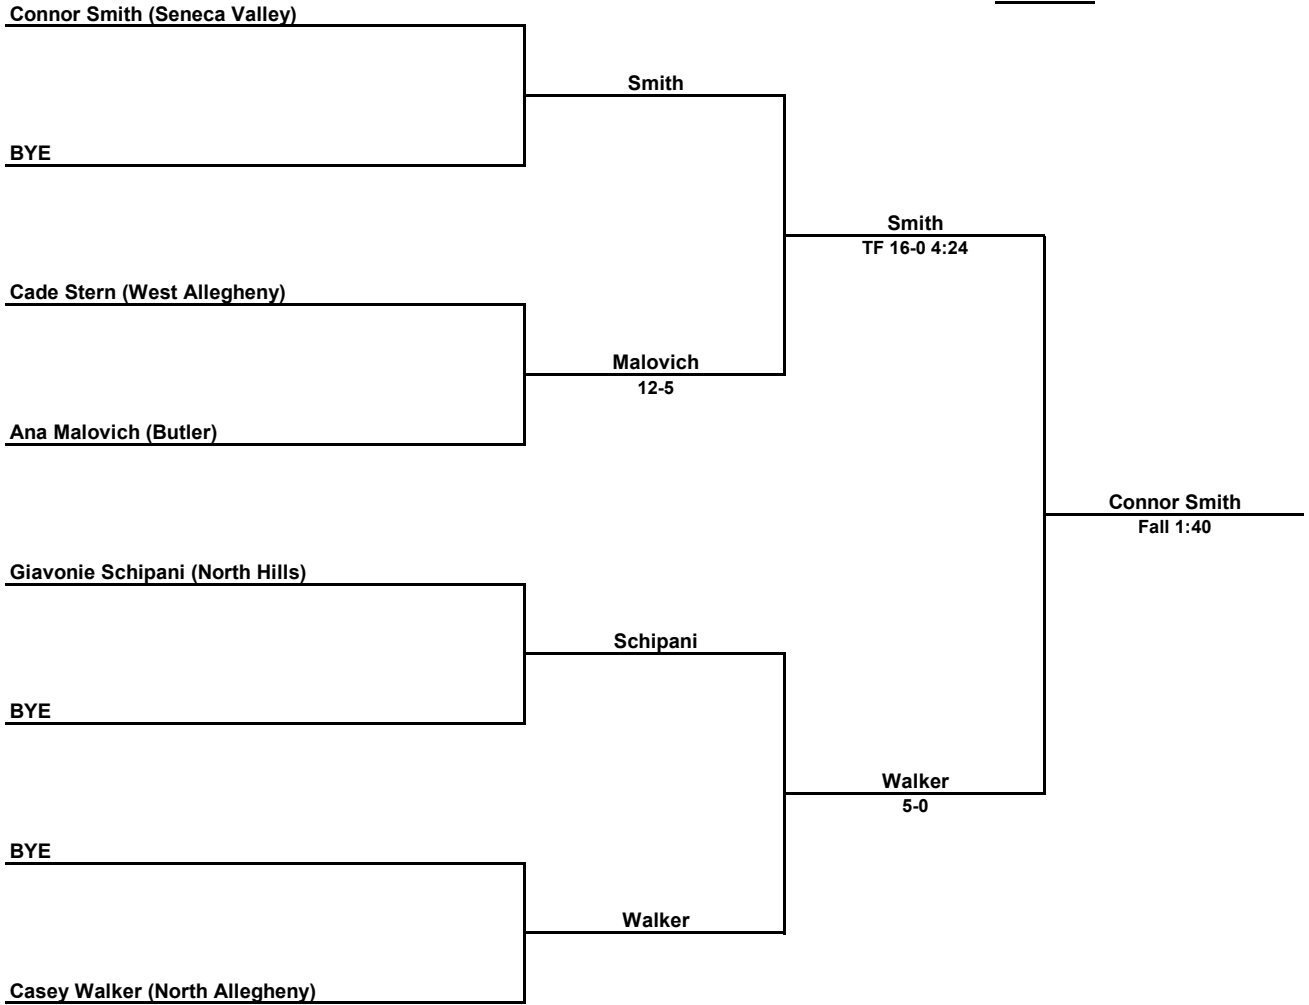 Connor Smith (Seneca Valley)
Smith
BYE
Smith
TF 16-0 4:24
Cade Stern (West Allegheny)
Malovich
12-5
Ana Malovich (Butler)
Connor Smith
Fall 1:40
Giavonie Schipani (North Hills)
Schipani
BYE
Walker
5-0
BYE
Walker
Casey Walker (North Allegheny)